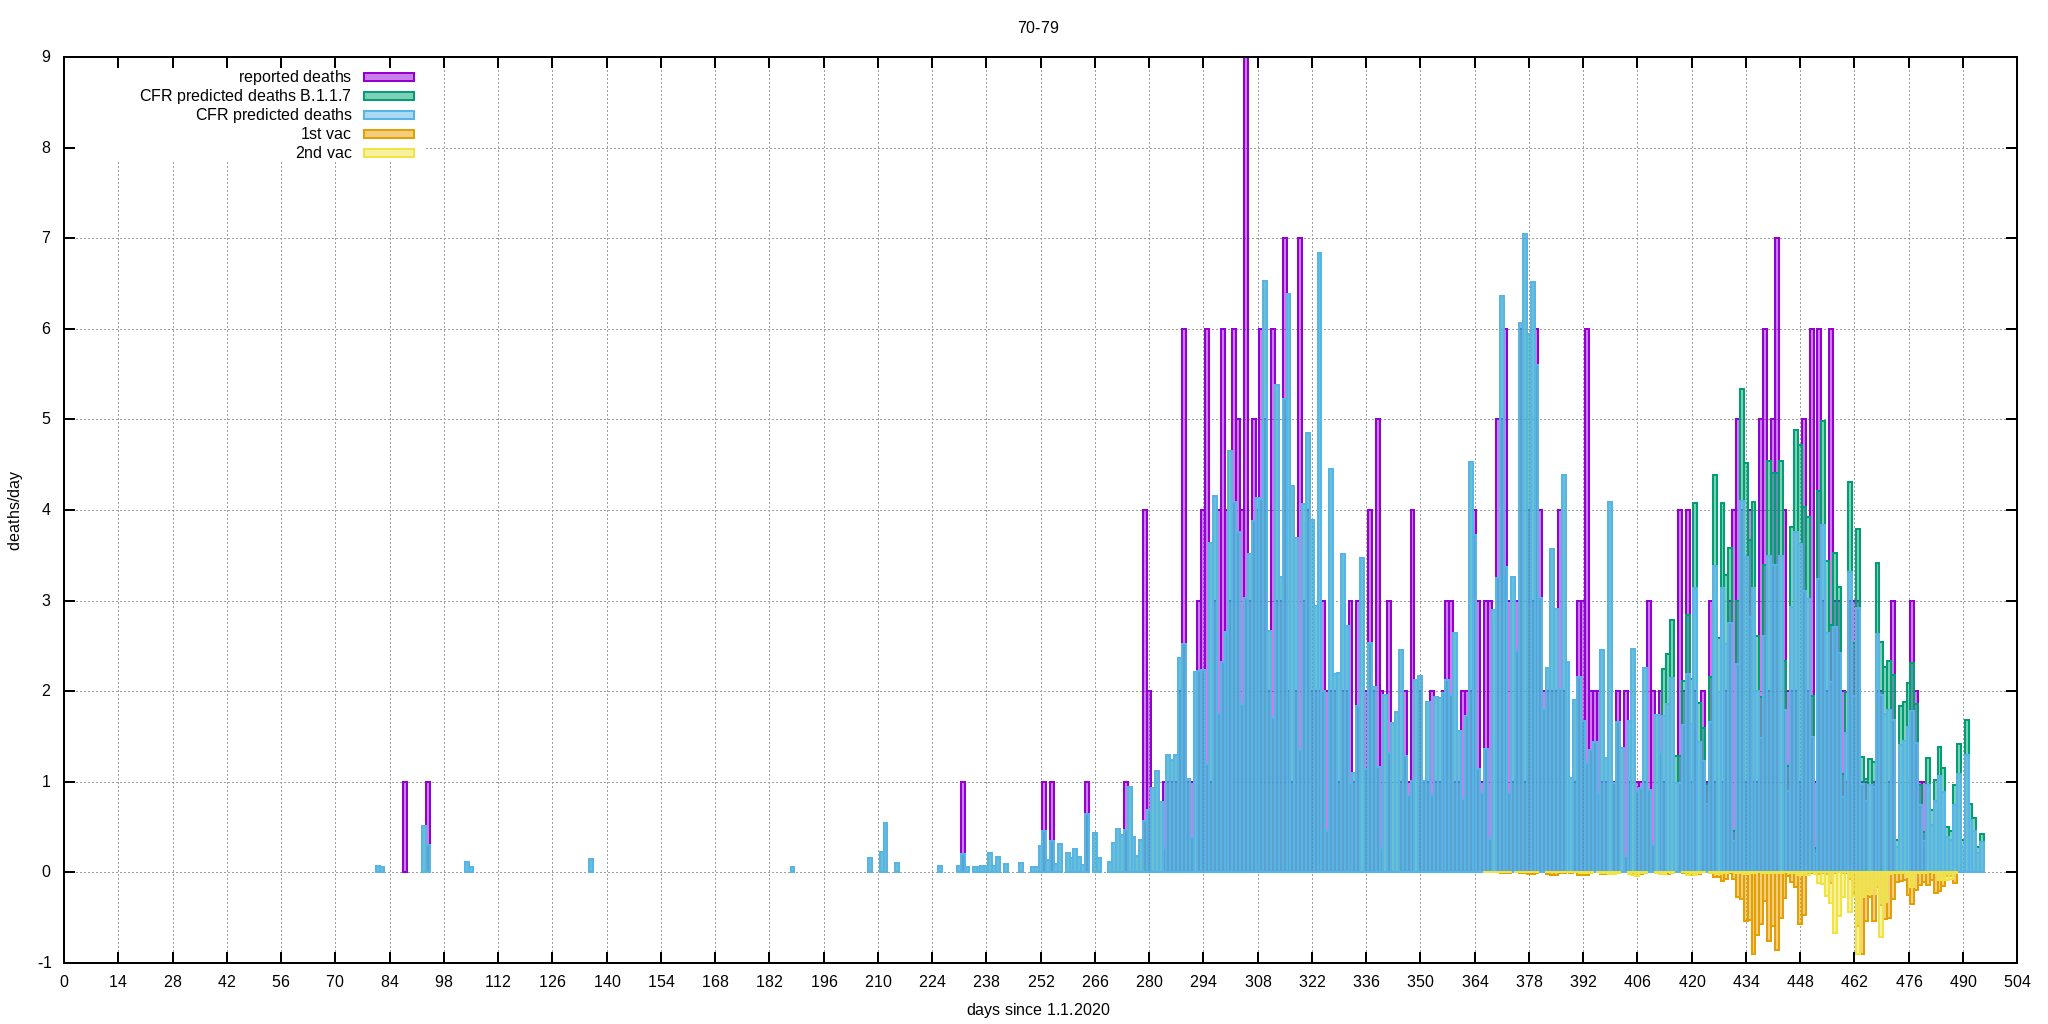 70-79
reported deaths
CFR predicted deaths B.1.1.7
CFR predicted deaths
1st vac
2nd vac
9
8
7
6
5
4
3
2
1
0
-1
deaths/day
0 14 28 42 56 70 84 98 112 126 140 154 168 182 196 210 224 238 252 266 280 294 308 322 336 350 364 378 392 406 420 434 448 462 476 490 504
days since 1.1.2020